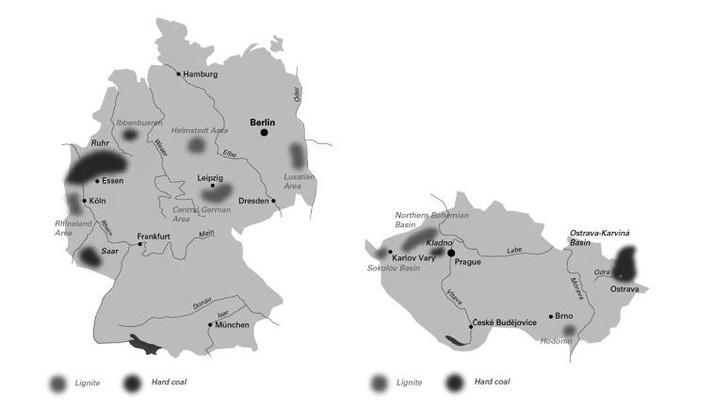 Hamburg
Oder
Ibbenbueren
Helmstedt Area
Berlin
Ruhr
Weser
Elbe
Essen
Leipzig
Lusatian
Area
Köln
Dresden
Central German
Area
Rhineland
Area
Rhein
Frankfurt
Main
Saar
Donau
Isar
München
Lignite
Hard coal
Northern Bohemian
Basin
Kladno
Karlov Vary
Prague
Sokolov Basin
Labe
Ostrava-Karviná
Basin
Odra
Ostrava
Morava
Vltava
České Budějovice
Brno
Hodonín
Lignite
Hard coal